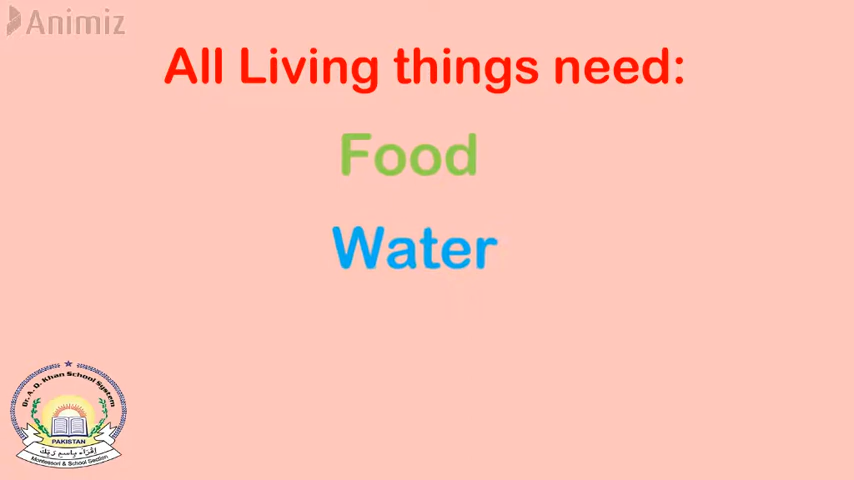 Animiz
All Living things need:
Food
Water
Dr. A. Q. Khan School System
PAKISTAN
Montessori & School Section